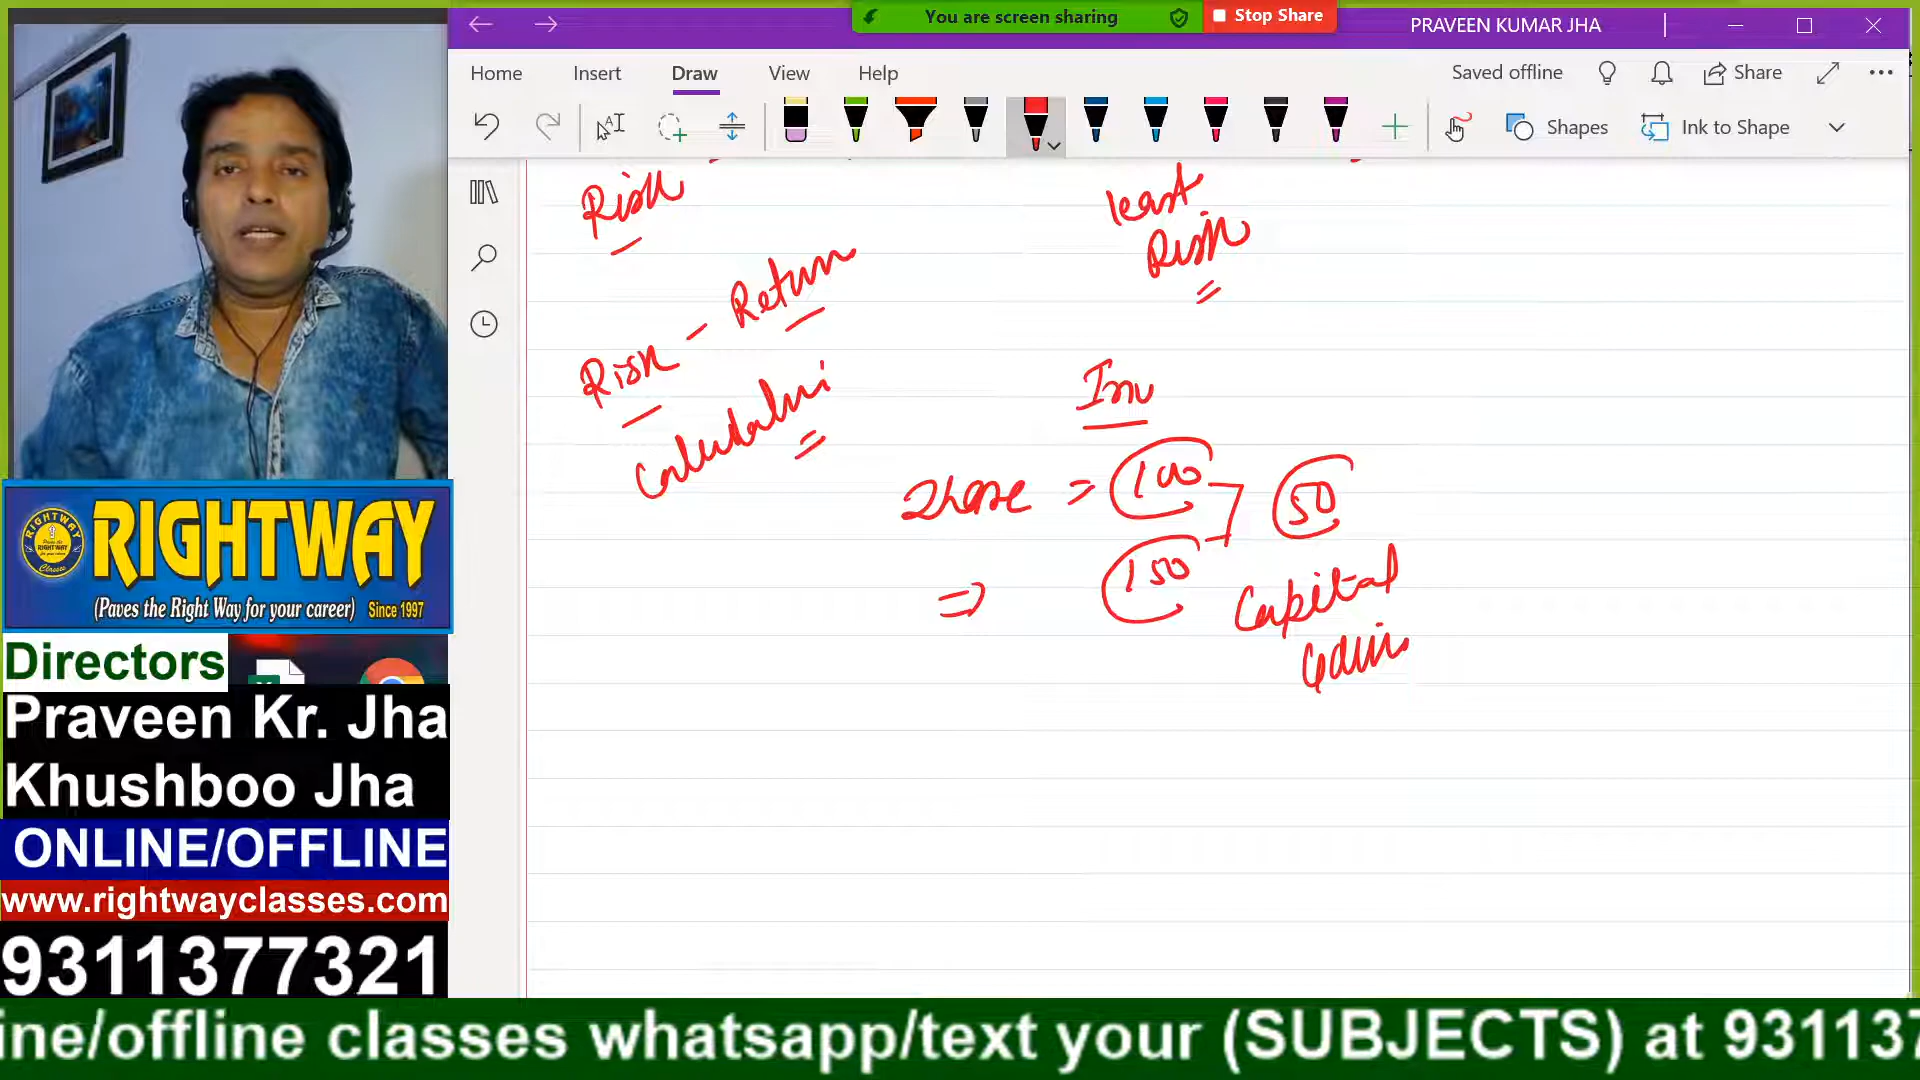 You are screen sharing
Stop Share
PRAVEEN KUMAR JHA
Home Insert Draw View Help
Saved offline
Share
Shapes
Ink to Shape
Risk
least
Risk
Risk - Return
Calculation
Inv
Share = 100
50
⇒ 150
Capital
Gain
RIGHTWAY
RIGHTWAY
Classes
(Paves the Right Way for your career) Since 1997
Directors
Praveen Kr. Jha
Khushboo Jha
ONLINE/OFFLINE
www.rightwayclasses.com
9311377321
ine/offline classes whatsapp/text your (SUBJECTS) at 93113